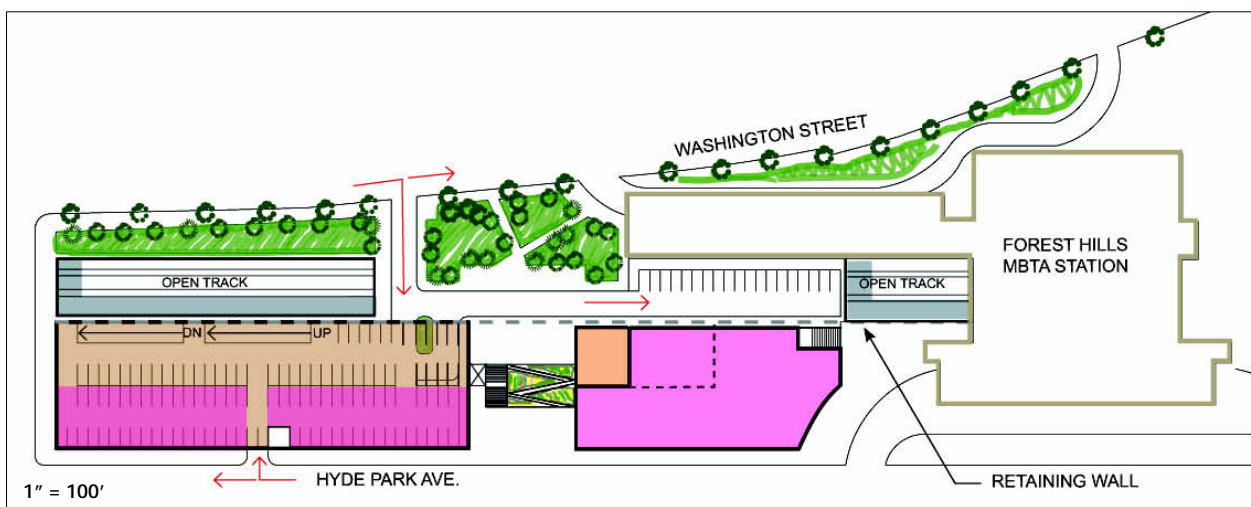 WASHINGTON STREET
FOREST HILLS
MBTA STATION
OPEN TRACK
OPEN TRACK
DN
UP
HYDE PARK AVE.
RETAINING WALL
1" = 100'